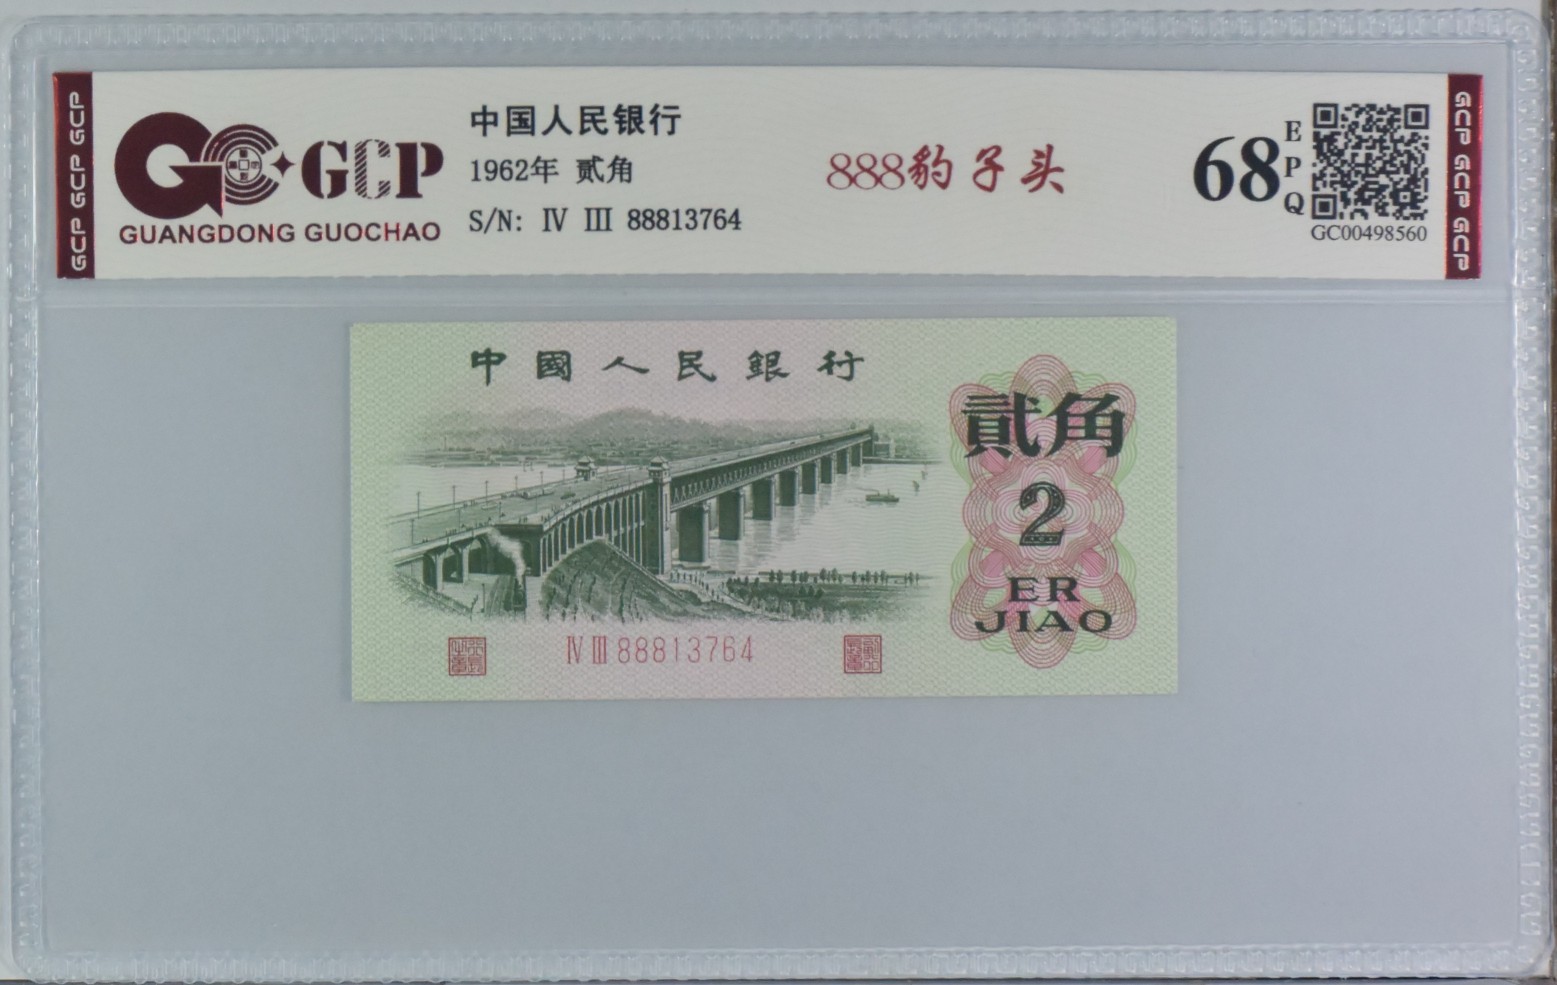 GCP GCP GCP
GCP
GUANGDONG GUOCHAO
中国人民银行
1962年 贰角
S/N: Ⅳ Ⅲ 88813764
888豹子头
68
EPQ
GC00498560
GCP GCP GCP
中國人民銀行
貳角
2
ER
JIAO
Ⅳ Ⅲ 88813764